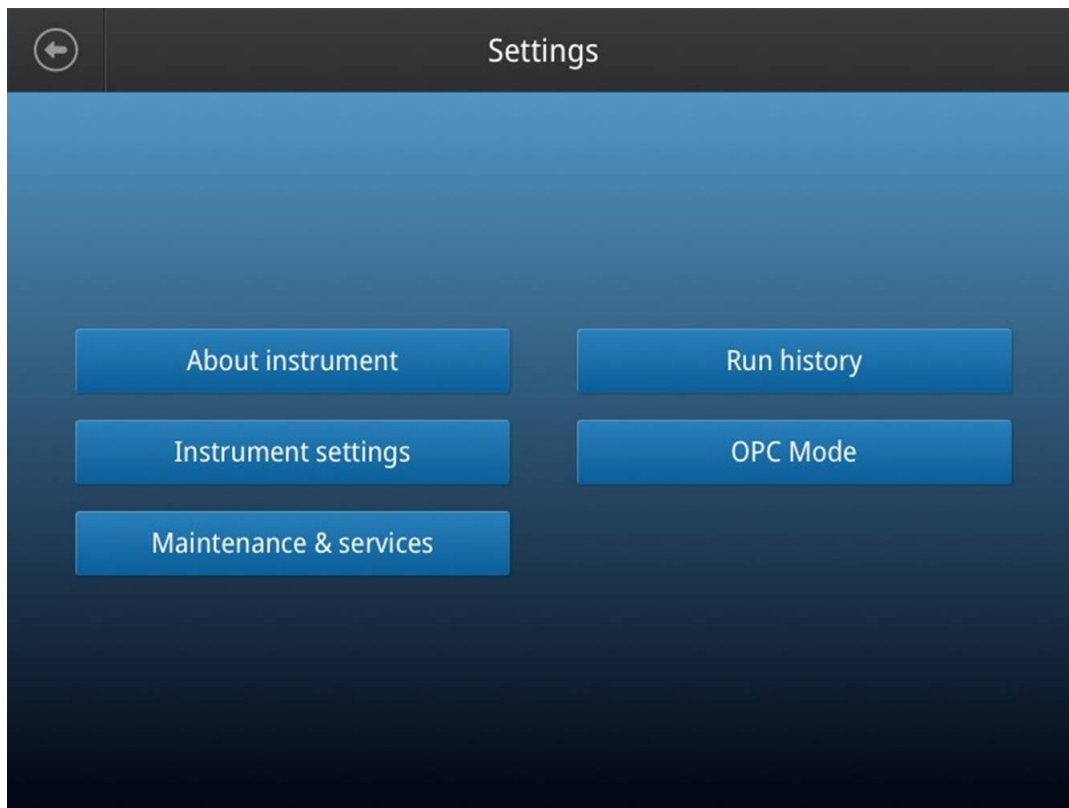 Settings
About instrument
Run history
Instrument settings
OPC Mode
Maintenance & services